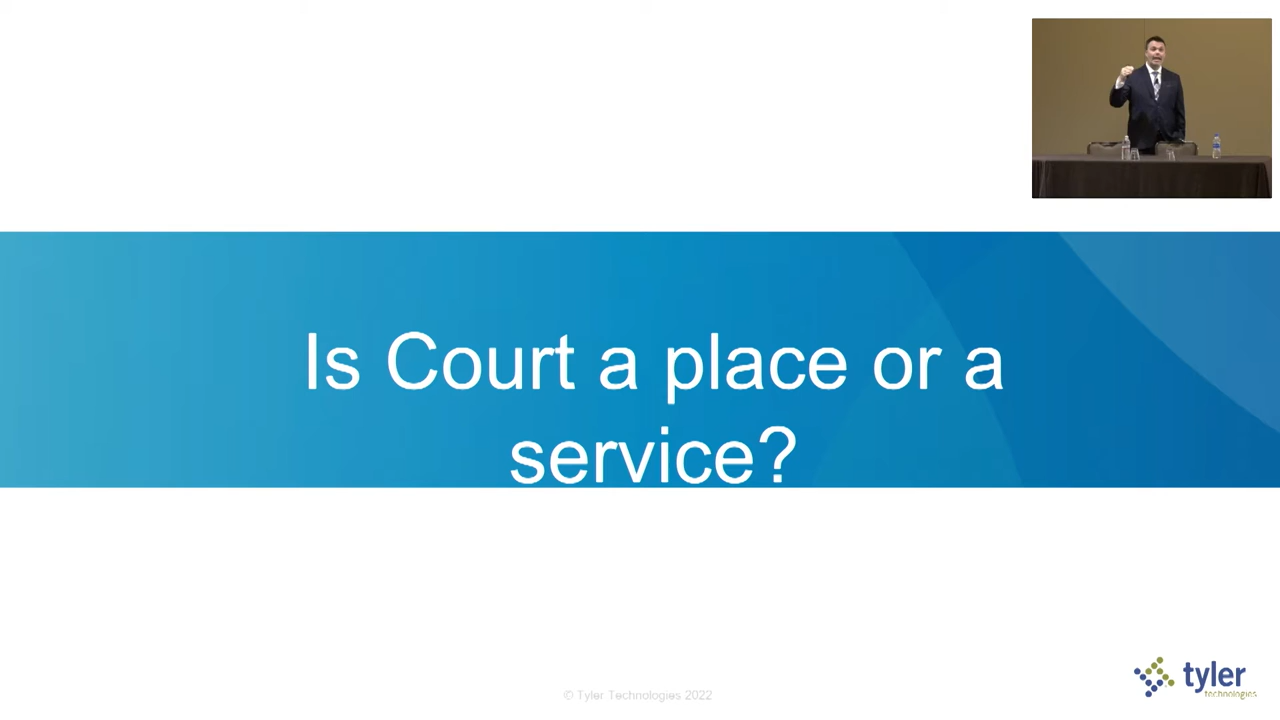 Is Court a place or a
service?
© Tyler Technologies 2022
tyler
technologies